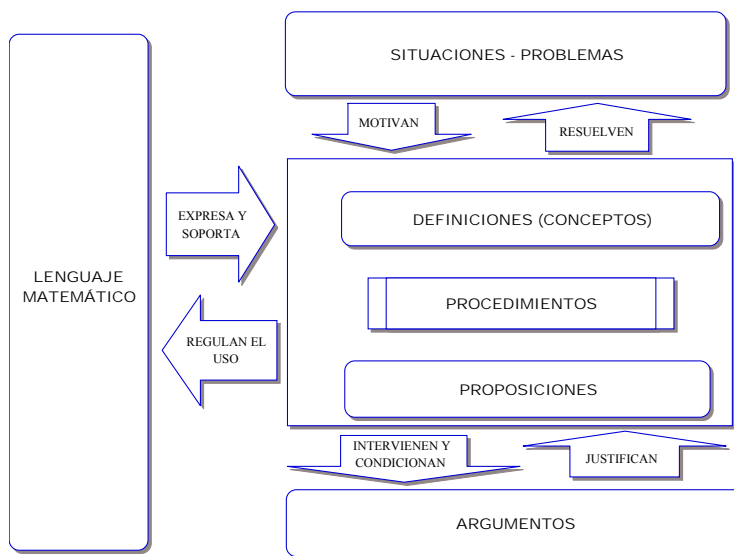 SITUACIONES - PROBLEMAS
MOTIVAN
RESUELVEN
EXPRESA Y
SOPORTA
DEFINICIONES (CONCEPTOS)
LENGUAJE
MATEMÁTICO
PROCEDIMIENTOS
REGULAN EL
USO
PROPOSICIONES
INTERVIENEN Y
CONDICIONAN
JUSTIFICAN
ARGUMENTOS